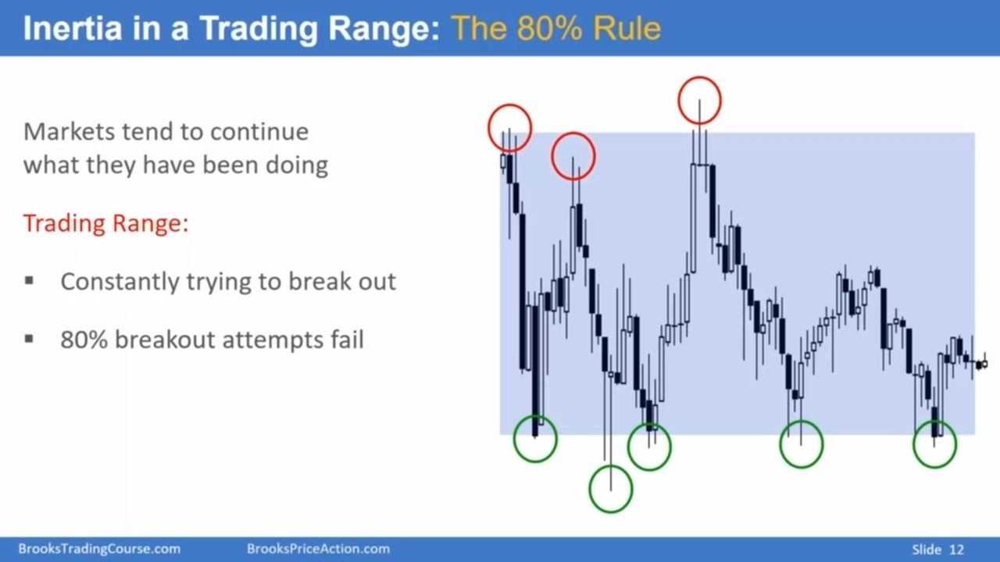 Inertia in a Trading Range: The 80% Rule
Markets tend to continue
what they have been doing
Trading Range:
▪ Constantly trying to break out
▪ 80% breakout attempts fail
BrooksTradingCourse.com
BrooksPriceAction.com
Slide 12